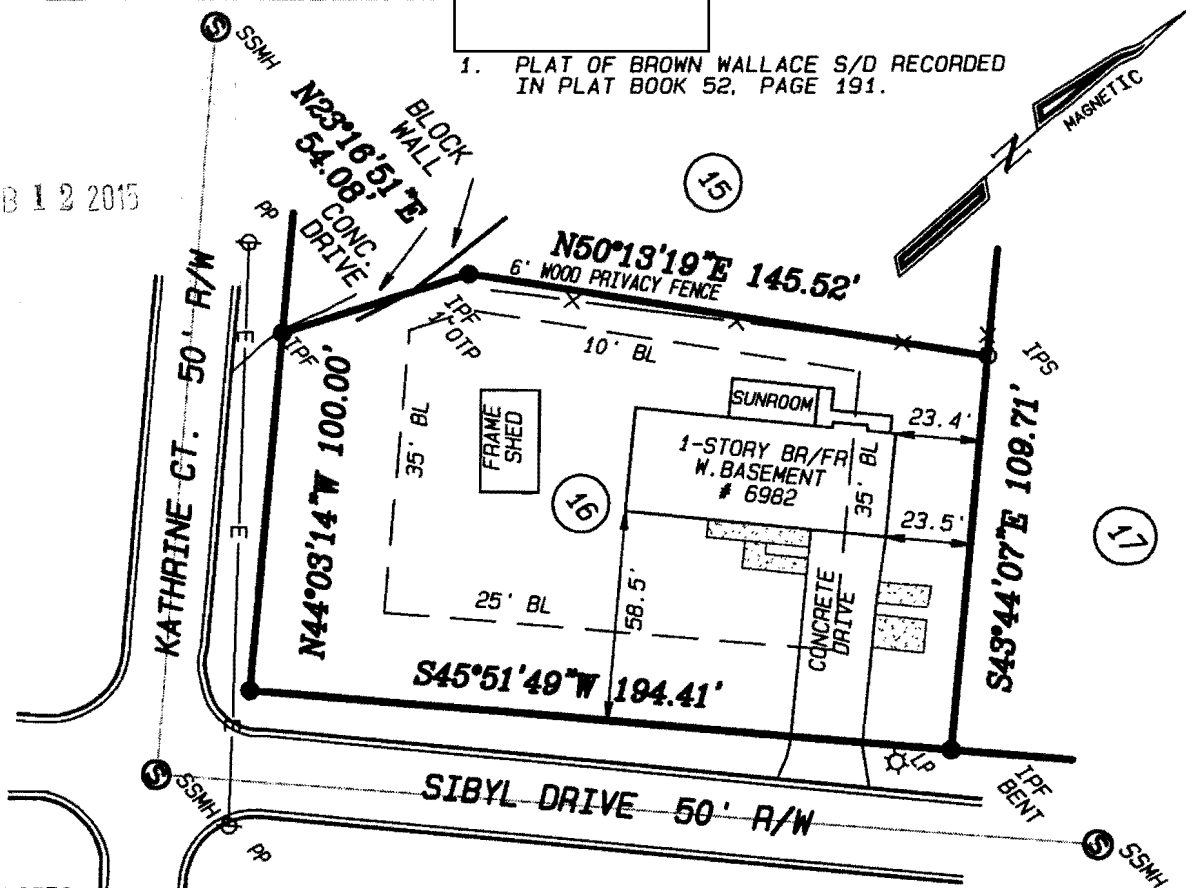 1. PLAT OF BROWN WALLACE S/D RECORDED
IN PLAT BOOK 52, PAGE 191.
S
SSMH
MAGNETIC
N
B 12 2015
N23°16'51"E
54.08'
BLOCK
WALL
CONC.
DRIVE
15
PP
N50°13'19"E 145.52'
6' WOOD PRIVACY FENCE
IPF
1"OTP
IPF
IPS
10' BL
KATHRINE CT. 50' R/W
E
E
E
N44°03'14"W 100.00'
35' BL
FRAME
SHED
SUNROOM
1-STORY BR/FR
W.BASEMENT
# 6982
35' BL
23.4'
23.5'
S43°44'07"E 109.71'
16
17
58.5'
25' BL
CONCRETE
DRIVE
S45°51'49"W 194.41'
LP
IPF
BENT
S
SSMH
SIBYL DRIVE 50' R/W
PP
S
SSMH